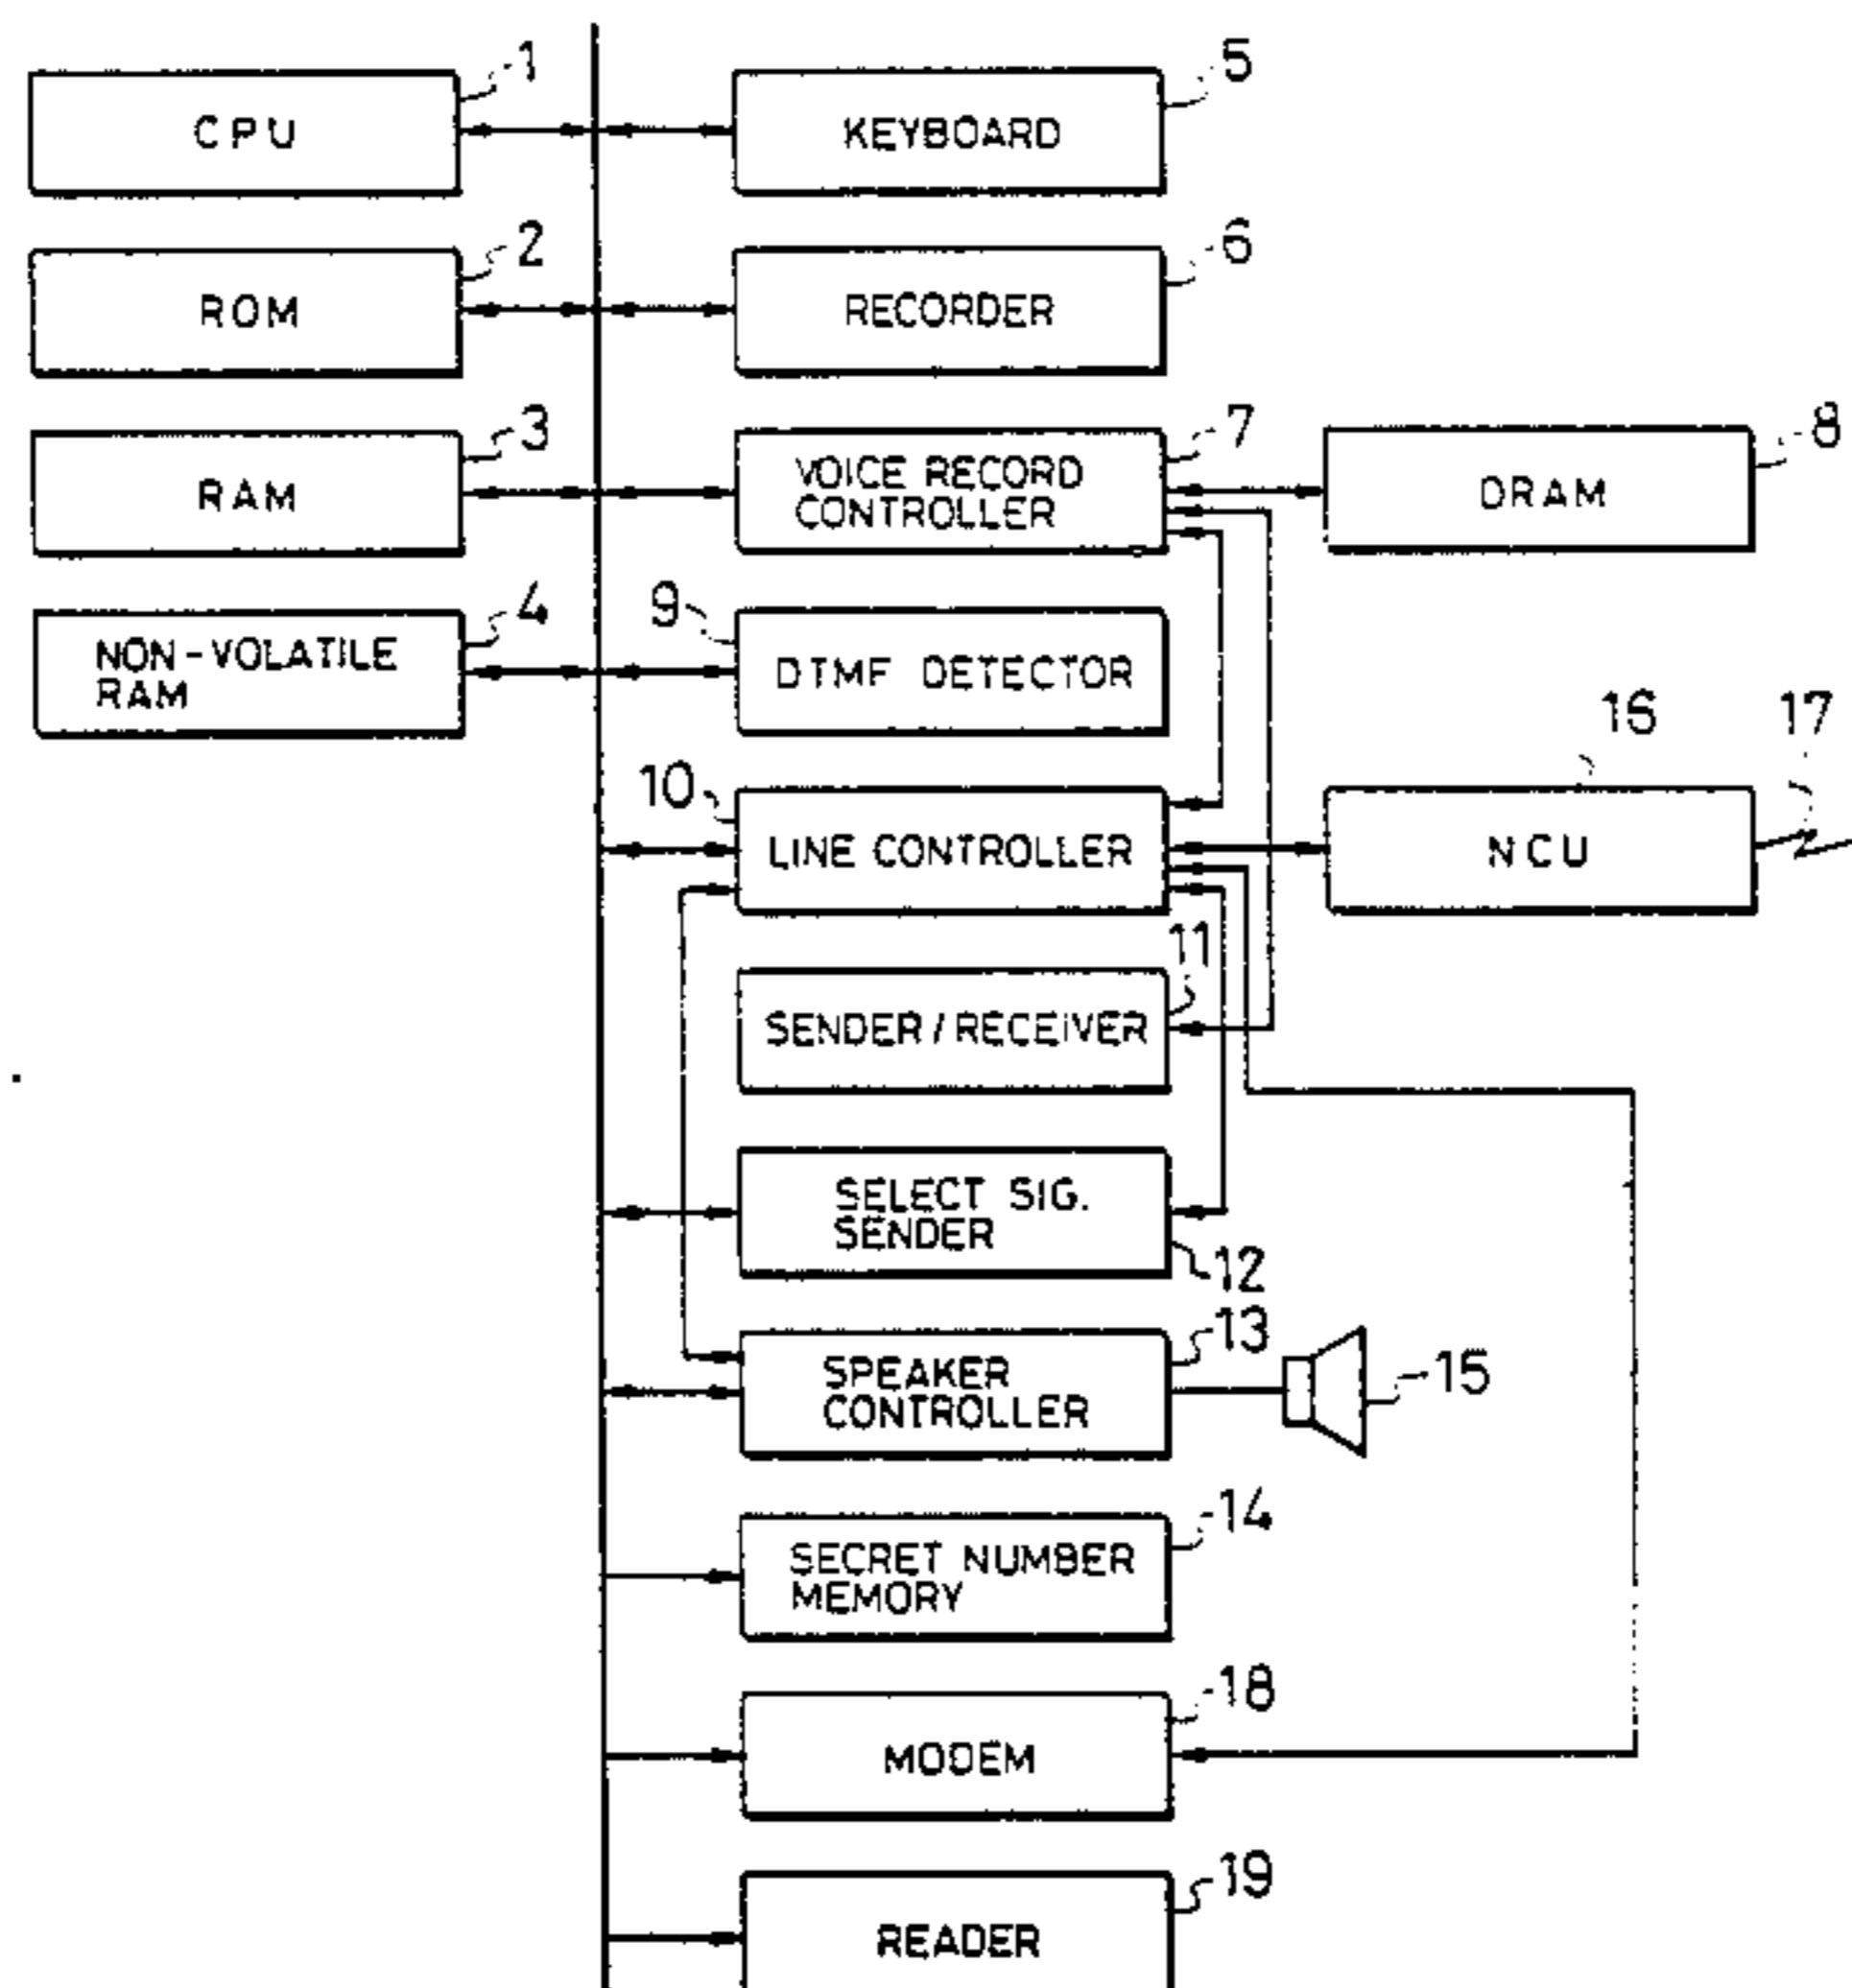 CPU
1
KEYBOARD
5
ROM
2
RECORDER
6
RAM
3
VOICE RECORD
CONTROLLER
7
DRAM
8
NON-VOLATILE
RAM
4
9
DTMF DETECTOR
10
LINE CONTROLLER
16
NCU
17
11
SENDER/RECEIVER
SELECT SIG.
SENDER
12
13
SPEAKER
CONTROLLER
15
14
SECRET NUMBER
MEMORY
18
MODEM
19
READER